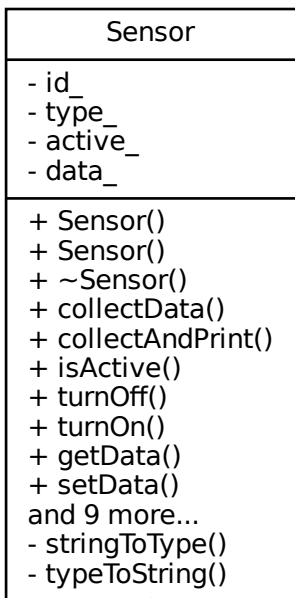 Sensor
- id_
- type_
- active_
- data_
+ Sensor()
+ Sensor()
+ ~Sensor()
+ collectData()
+ collectAndPrint()
+ isActive()
+ turnOff()
+ turnOn()
+ getData()
+ setData()
and 9 more...
- stringToType()
- typeToString()